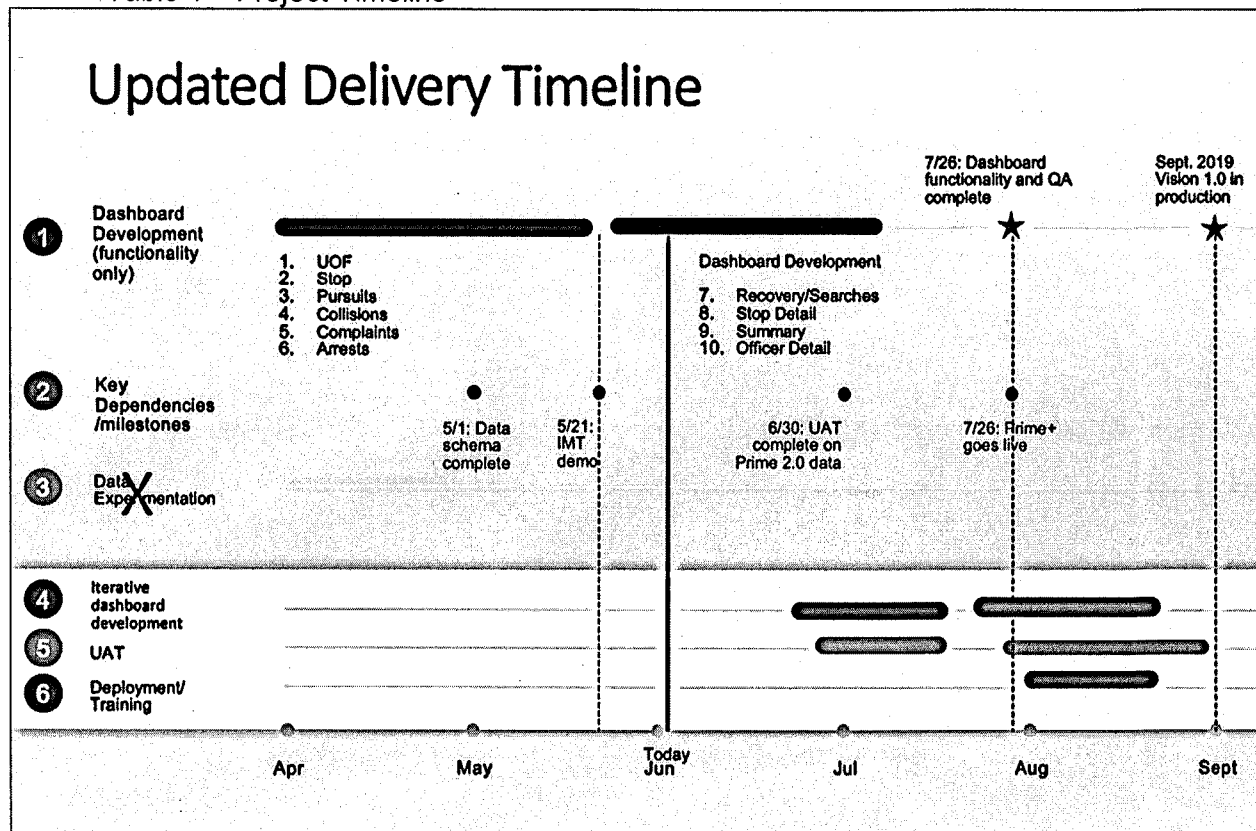 Table 1 - Project Timeline
Updated Delivery Timeline
7/26: Dashboard
functionality and QA
complete
Sept. 2019
Vision 1.0 in
production
1
Dashboard
Development
(functionality
only)
1. UOF
2. Stop
3. Pursuits
4. Collisions
5. Complaints
6. Arrests
Dashboard Development
7. Recovery/Searches
8. Stop Detail
9. Summary
10. Officer Detail
2
Key
Dependencies
/milestones
5/1: Data
schema
complete
5/21:
IMT
demo
6/30: UAT
complete on
Prime 2.0 data
7/26: Prime+
goes live
3
Data
Experimentation
4
Iterative
dashboard
development
5
UAT
6
Deployment/
Training
Today
Apr May Jun Jul Aug Sept